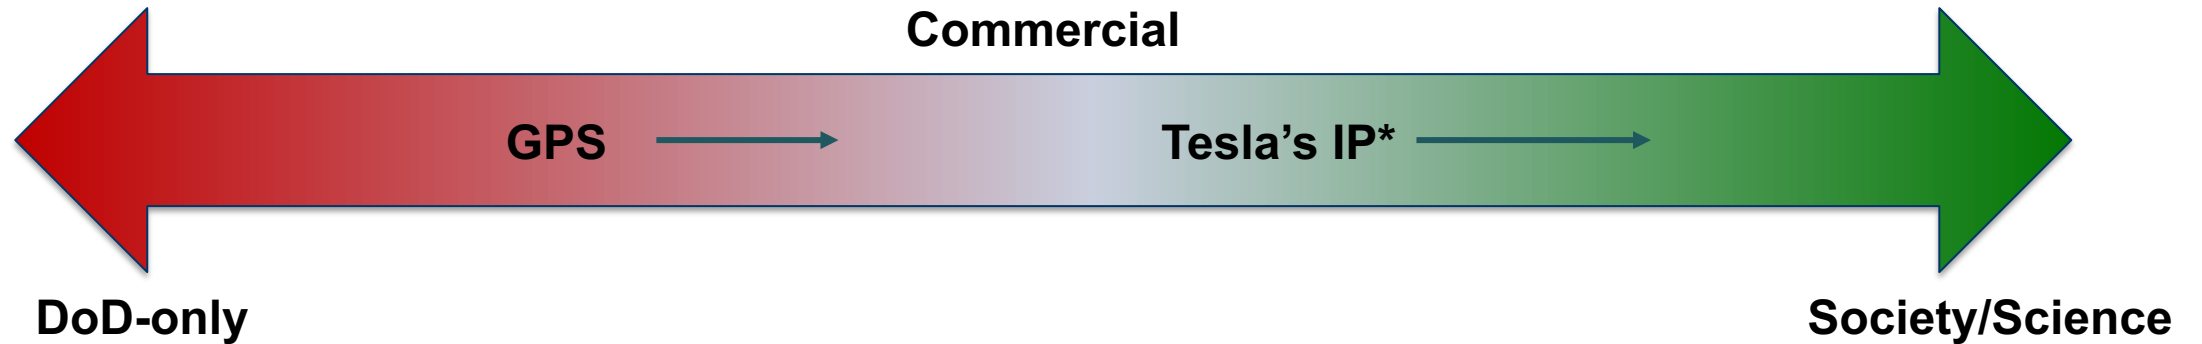 Commercial
GPS
Tesla’s IP*
DoD-only
Society/Science